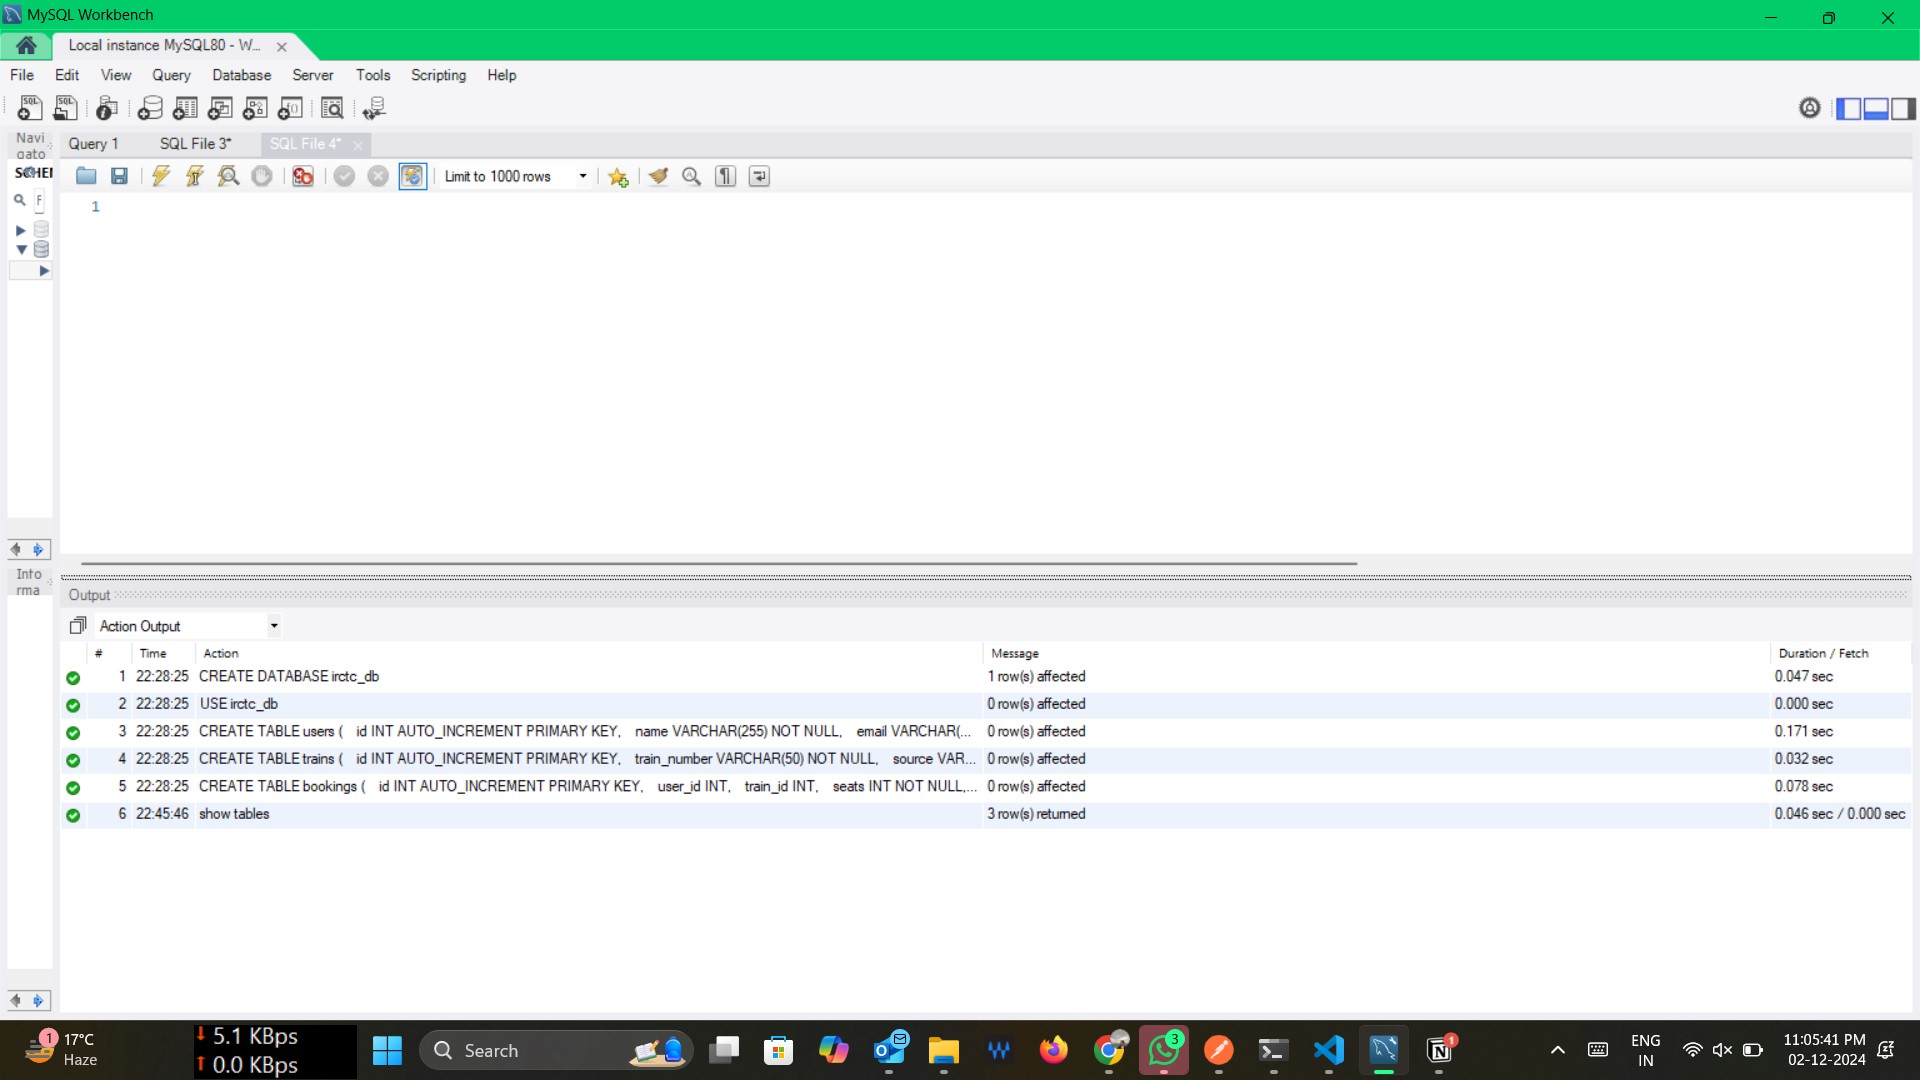 MySQL Workbench
Local instance MySQL80 - W...
File Edit View Query Database Server Tools Scripting Help
Navi
gato
Query 1 SQL File 3* SQL File 4*
SCHE
Limit to 1000 rows
F
1
Info
rma
Output
Action Output
# Time Action Message Duration / Fetch
1 22:28:25 CREATE DATABASE irctc_db 1 row(s) affected 0.047 sec
2 22:28:25 USE irctc_db 0 row(s) affected 0.000 sec
3 22:28:25 CREATE TABLE users ( id INT AUTO_INCREMENT PRIMARY KEY, name VARCHAR(255) NOT NULL, email VARCHAR(... 0 row(s) affected 0.171 sec
4 22:28:25 CREATE TABLE trains ( id INT AUTO_INCREMENT PRIMARY KEY, train_number VARCHAR(50) NOT NULL, source VAR... 0 row(s) affected 0.032 sec
5 22:28:25 CREATE TABLE bookings ( id INT AUTO_INCREMENT PRIMARY KEY, user_id INT, train_id INT, seats INT NOT NULL,... 0 row(s) affected 0.078 sec
6 22:45:46 show tables 3 row(s) returned 0.046 sec / 0.000 sec
1 17°C
Haze
5.1 KBps
0.0 KBps
Search
3
1
ENG
IN
11:05:41 PM
02-12-2024